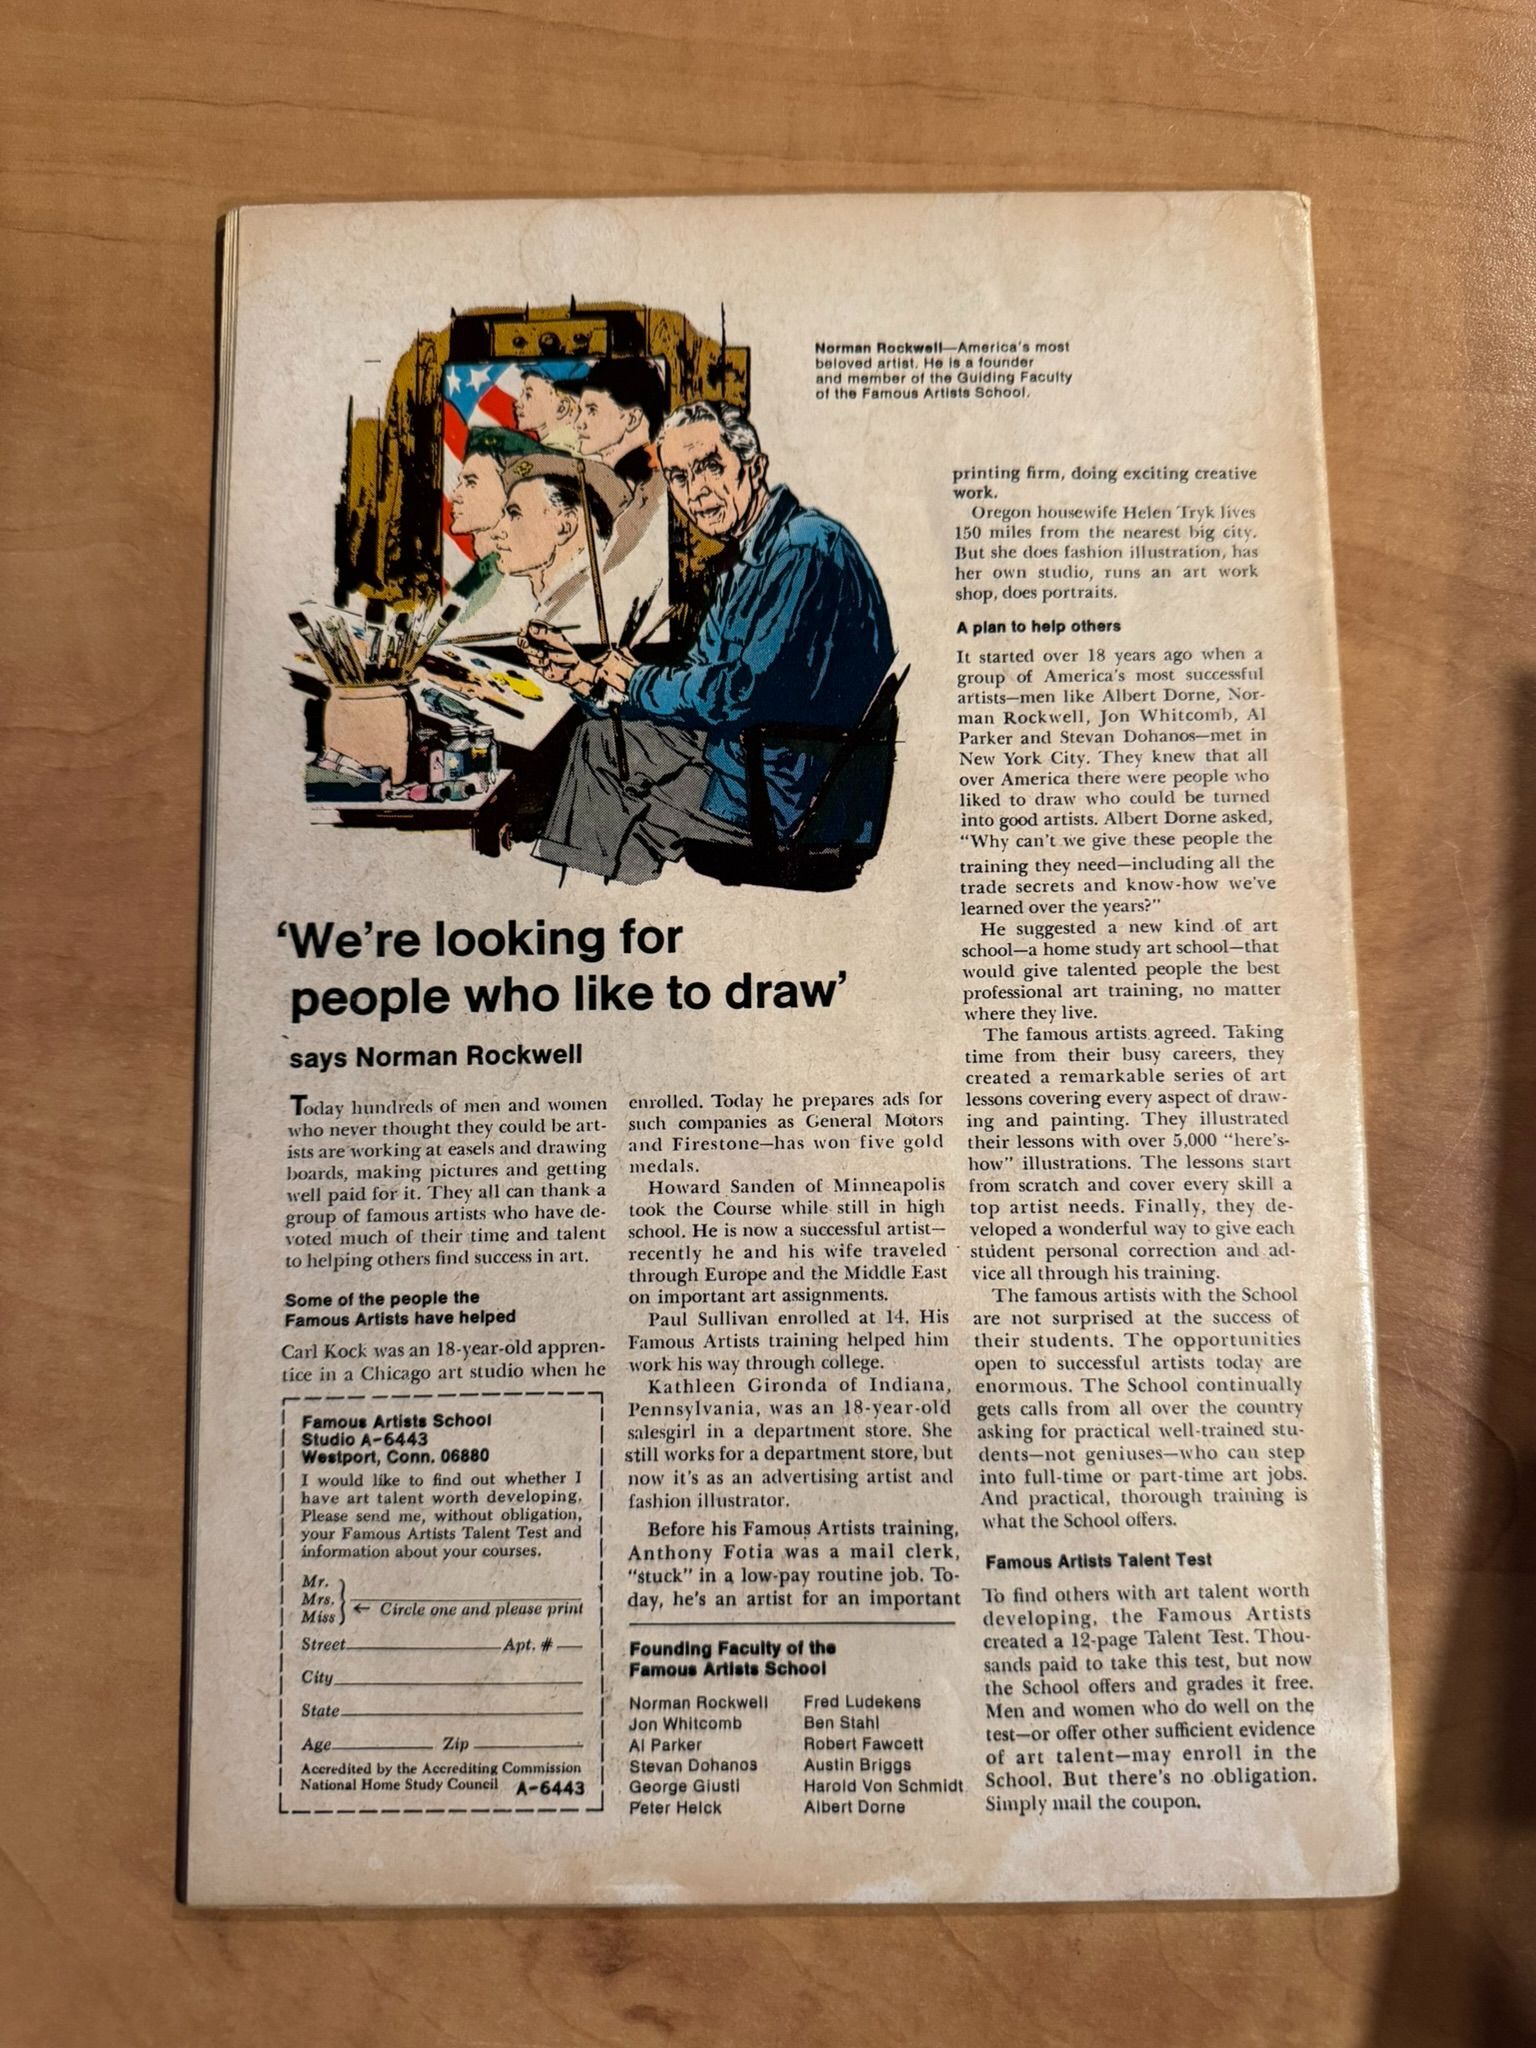 Norman Rockwell—America's most
beloved artist. He is a founder
and member of the Guiding Faculty
of the Famous Artists School.
'We're looking for
people who like to draw'
says Norman Rockwell
Today hundreds of men and women
who never thought they could be art-
ists are working at easels and drawing
boards, making pictures and getting
well paid for it. They all can thank a
group of famous artists who have de-
voted much of their time and talent
to helping others find success in art.
Some of the people the
Famous Artists have helped
Carl Kock was an 18-year-old appren-
tice in a Chicago art studio when he
enrolled. Today he prepares ads for
such companies as General Motors
and Firestone—has won five gold
medals.
Howard Sanden of Minneapolis
took the Course while still in high
school. He is now a successful artist—
recently he and his wife traveled
through Europe and the Middle East
on important art assignments.
Paul Sullivan enrolled at 14. His
Famous Artists training helped him
work his way through college.
Kathleen Gironda of Indiana,
Pennsylvania, was an 18-year-old
salesgirl in a department store. She
still works for a department store, but
now it's as an advertising artist and
fashion illustrator.
Before his Famous Artists training,
Anthony Fotia was a mail clerk,
"stuck" in a low-pay routine job. To-
day, he's an artist for an important
printing firm, doing exciting creative
work.
Oregon housewife Helen Tryk lives
150 miles from the nearest big city.
But she does fashion illustration, has
her own studio, runs an art work
shop, does portraits.
A plan to help others
It started over 18 years ago when a
group of America's most successful
artists—men like Albert Dorne, Nor-
man Rockwell, Jon Whitcomb, Al
Parker and Stevan Dohanos—met in
New York City. They knew that all
over America there were people who
liked to draw who could be turned
into good artists. Albert Dorne asked,
"Why can't we give these people the
training they need—including all the
trade secrets and know-how we've
learned over the years?"
He suggested a new kind of art
school—a home study art school—that
would give talented people the best
professional art training, no matter
where they live.
The famous artists agreed. Taking
time from their busy careers, they
created a remarkable series of art
lessons covering every aspect of draw-
ing and painting. They illustrated
their lessons with over 5,000 "here's-
how" illustrations. The lessons start
from scratch and cover every skill a
top artist needs. Finally, they de-
veloped a wonderful way to give each
student personal correction and ad-
vice all through his training.
The famous artists with the School
are not surprised at the success of
their students. The opportunities
open to successful artists today are
enormous. The School continually
gets calls from all over the country
asking for practical well-trained stu-
dents—not geniuses—who can step
into full-time or part-time art jobs.
And practical, thorough training is
what the School offers.
Famous Artists Talent Test
To find others with art talent worth
developing, the Famous Artists
created a 12-page Talent Test. Thou-
sands paid to take this test, but now
the School offers and grades it free.
Men and women who do well on the
test—or offer other sufficient evidence
of art talent—may enroll in the
School. But there's no obligation.
Simply mail the coupon.
Famous Artists School
Studio A-6443
Westport, Conn. 06880
I would like to find out whether I
have art talent worth developing.
Please send me, without obligation,
your Famous Artists Talent Test and
information about your courses.
Mr.
Mrs.
Miss
← Circle one and please print
Street Apt. #
City
State
Age Zip
Accredited by the Accrediting Commission
National Home Study Council A-6443
Founding Faculty of the
Famous Artists School
Norman Rockwell
Jon Whitcomb
Al Parker
Stevan Dohanos
George Giusti
Peter Helck
Fred Ludekens
Ben Stahl
Robert Fawcett
Austin Briggs
Harold Von Schmidt
Albert Dorne